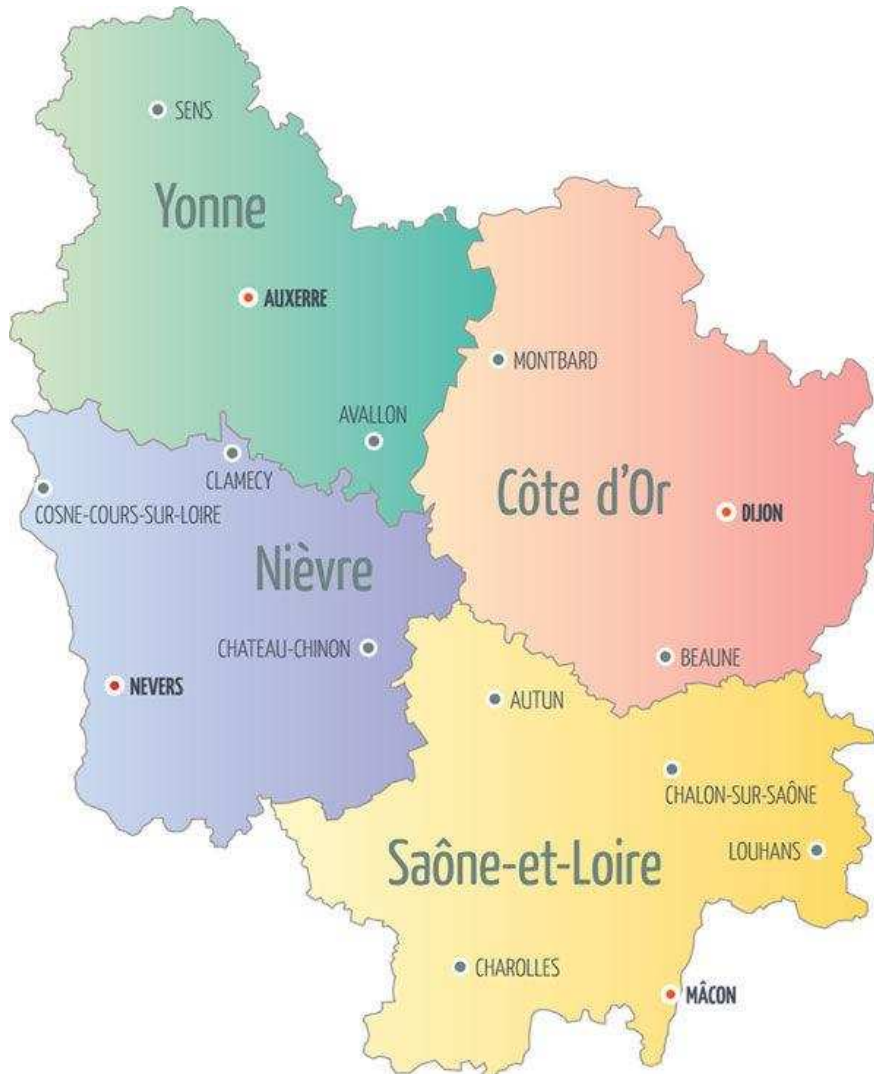 SENS
Yonne
AUXERRE
MONTBARD
AVALLON
CLAMECY
COSNE-COURS-SUR-LOIRE
Côte d'Or
DIJON
Nièvre
CHATEAU-CHINON
BEAUNE
NEVERS
AUTUN
CHALON-SUR-SAÔNE
LOUHANS
Saône-et-Loire
CHAROLLES
MÂCON